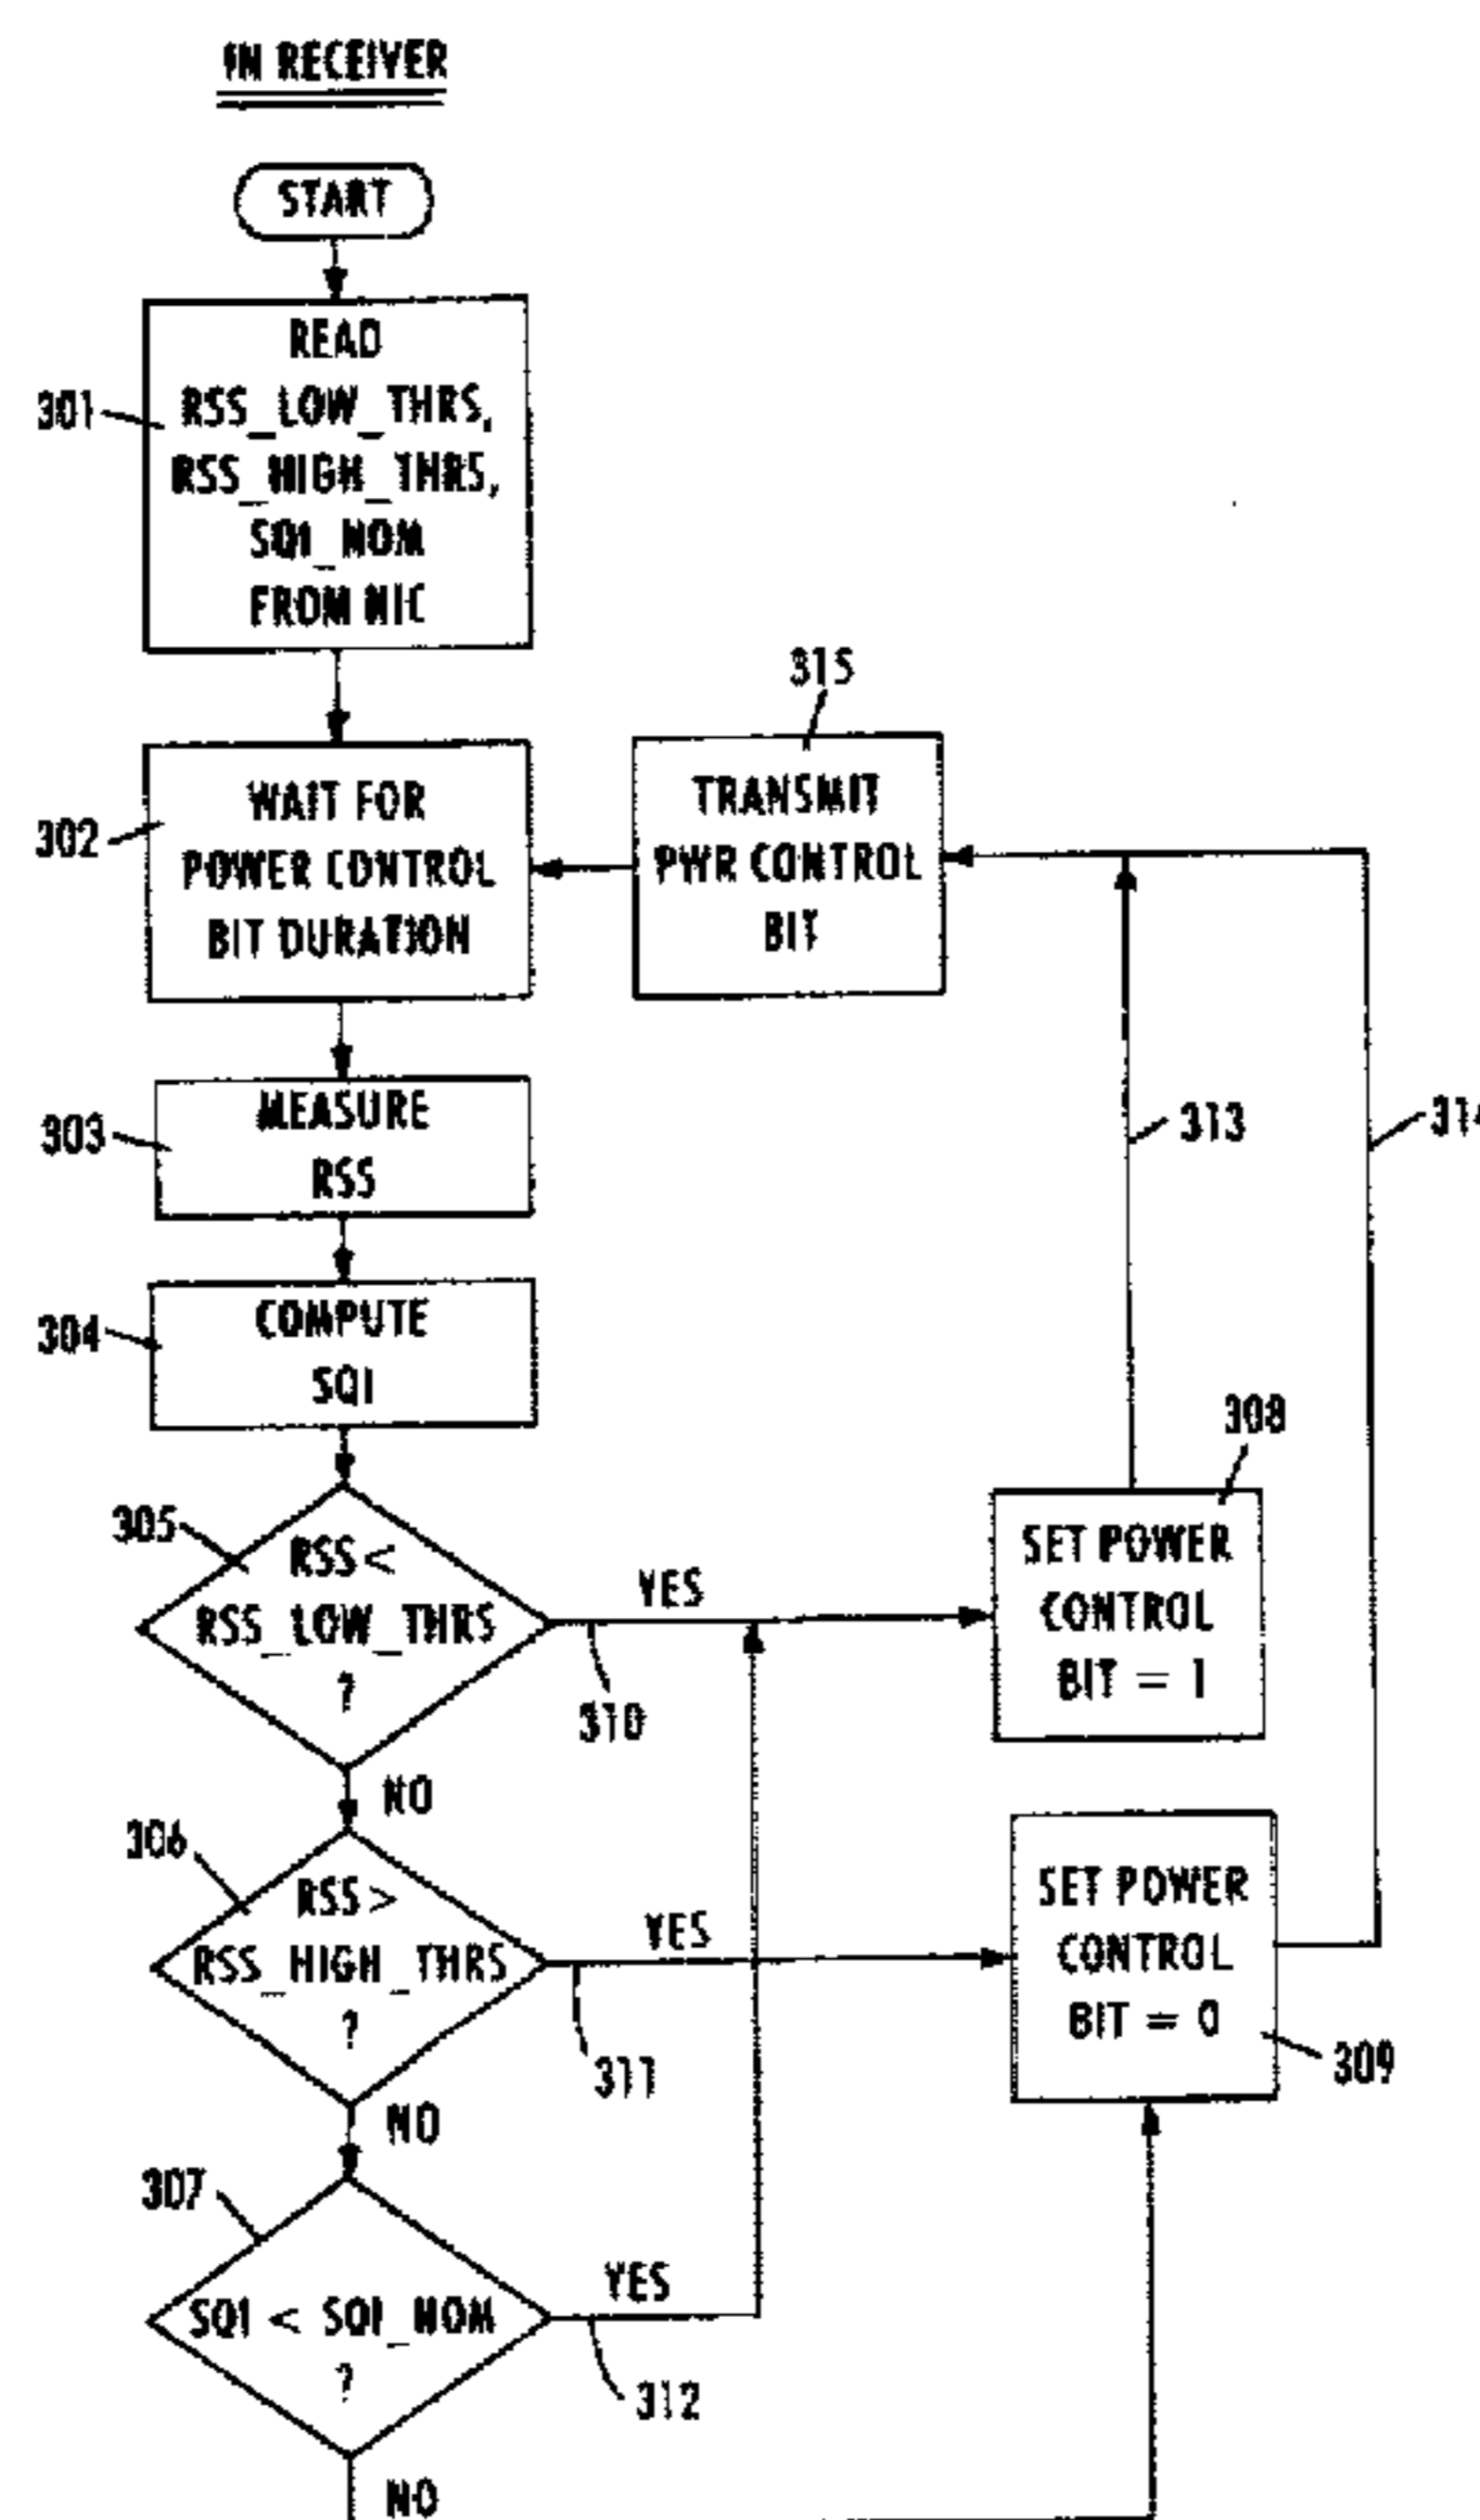 IN RECEIVER
START
READ
RSS_LOW_THRS,
RSS_HIGH_THRS,
SQI_NOM
FROM NIC
301
315
WAIT FOR
POWER CONTROL
BIT DURATION
302
TRANSMIT
PWR CONTROL
BIT
MEASURE
RSS
303
313
COMPUTE
SQI
304
308
305
RSS <
RSS_LOW_THRS
?
YES
310
SET POWER
CONTROL
BIT = 1
NO
306
RSS >
RSS_HIGH_THRS
?
YES
311
SET POWER
CONTROL
BIT = 0
309
NO
307
SQI < SQI_NOM
?
YES
312
NO